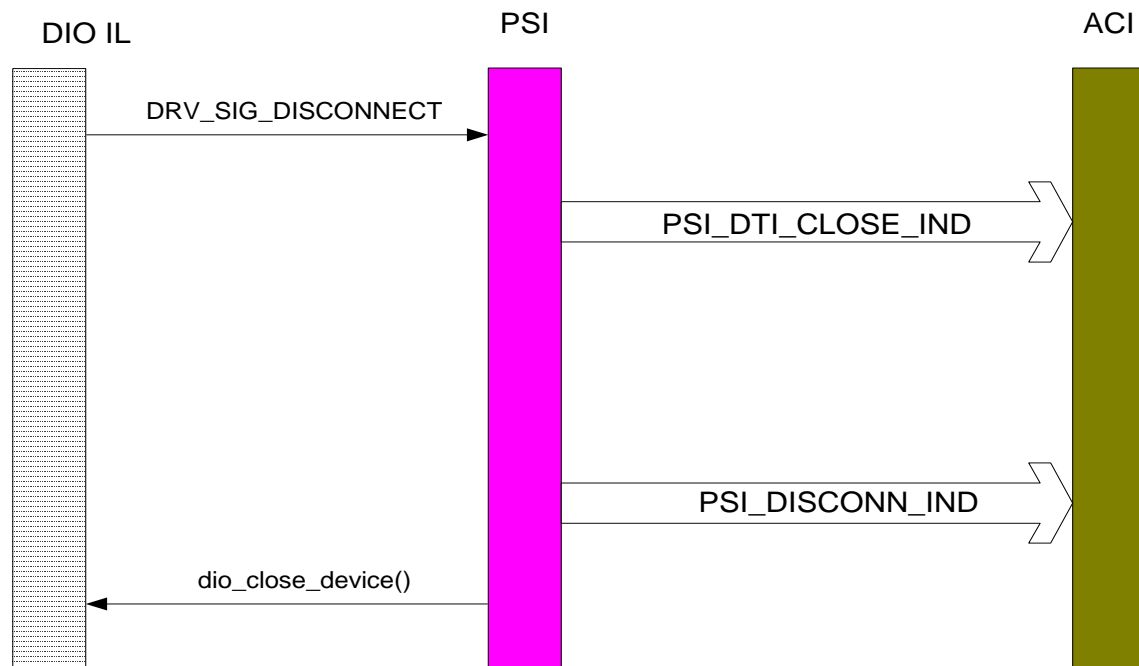 DIO IL
PSI
ACI
DRV_SIG_DISCONNECT
PSI_DTI_CLOSE_IND
PSI_DISCONN_IND
dio_close_device()